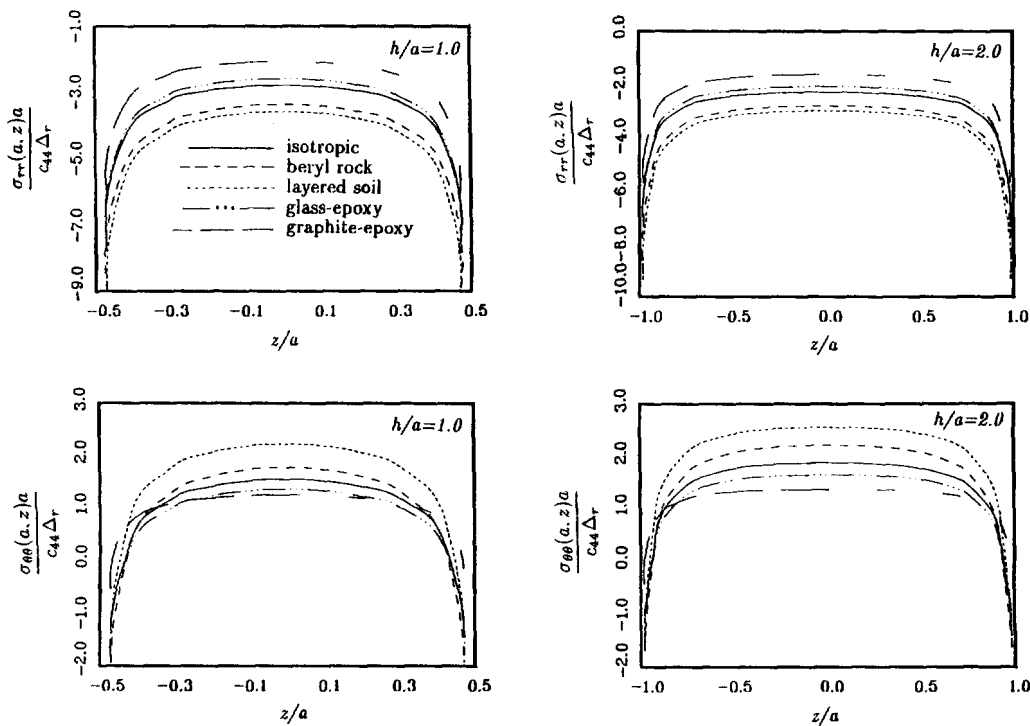 −1.0
−3.0
−5.0
−7.0
−9.0
σrr(a,z)a
c44Δr
h/a=1.0
isotropic
beryl rock
layered soil
glass-epoxy
graphite-epoxy
−0.5 −0.3 −0.1 0.1 0.3 0.5
z/a
0.0
−2.0
−4.0
−6.0
−8.0
−10.0
σrr(a,z)a
c44Δr
h/a=2.0
−1.0 −0.5 0.0 0.5 1.0
z/a
3.0
2.0
1.0
0.0
−1.0
−2.0
σθθ(a,z)a
c44Δr
h/a=1.0
−0.5 −0.3 −0.1 0.1 0.3 0.5
z/a
3.0
2.0
1.0
0.0
−1.0
−2.0
σθθ(a,z)a
c44Δr
h/a=2.0
−1.0 −0.5 0.0 0.5 1.0
z/a